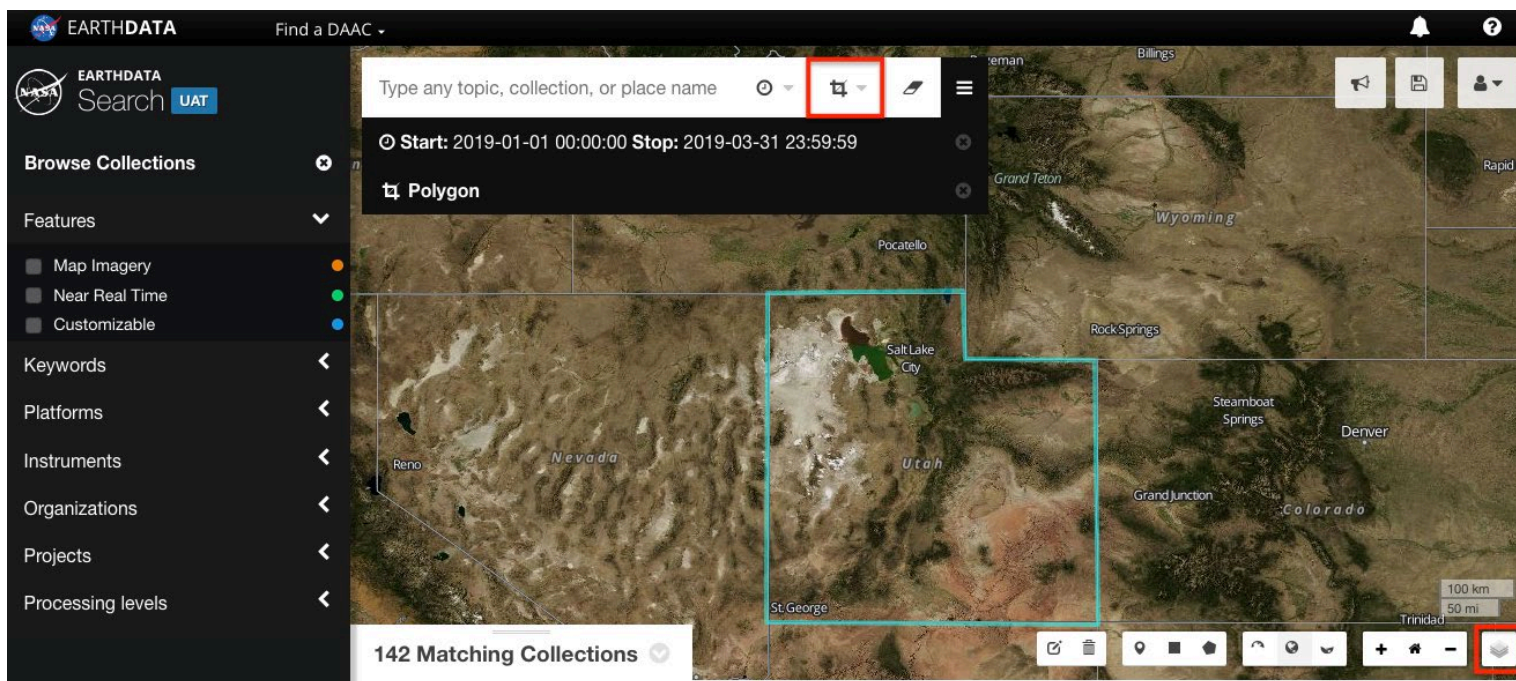 EARTHDATA
Find a DAAC
EARTHDATA
Search UAT
Browse Collections
Features
Map Imagery
Near Real Time
Customizable
Keywords
Platforms
Instruments
Organizations
Projects
Processing levels
Type any topic, collection, or place name
Start: 2019-01-01 00:00:00 Stop: 2019-03-31 23:59:59
Polygon
Billings
Rapid
Grand Teton
Wyoming
Pocatello
Rock Springs
Salt Lake
City
Steamboat
Springs
Denver
Reno
Nevada
Utah
Grand Junction
Colorado
St. George
Trinidad
100 km
50 mi
142 Matching Collections